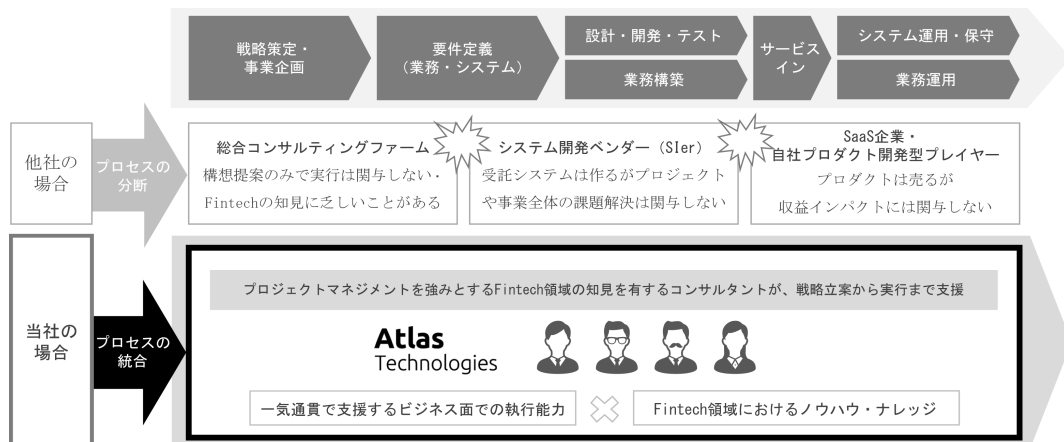 戦略策定・
事業企画
要件定義
(業務・システム)
設計・開発・テスト
業務構築
サービス
イン
システム運用・保守
業務運用
他社の
場合
プロセスの
分断
総合コンサルティングファーム
構想提案のみで実行は関与しない・
Fintechの知見に乏しいことがある
システム開発ベンダー（SIer）
受託システムは作るがプロジェクト
や事業全体の課題解決は関与しない
SaaS企業・
自社プロダクト開発型プレイヤー
プロダクトは売るが
収益インパクトには関与しない
当社の
場合
プロセスの
統合
プロジェクトマネジメントを強みとするFintech領域の知見を有するコンサルタントが、戦略立案から実行まで支援
Atlas
Technologies
一気通貫で支援するビジネス面での執行能力
Fintech領域におけるノウハウ・ナレッジ